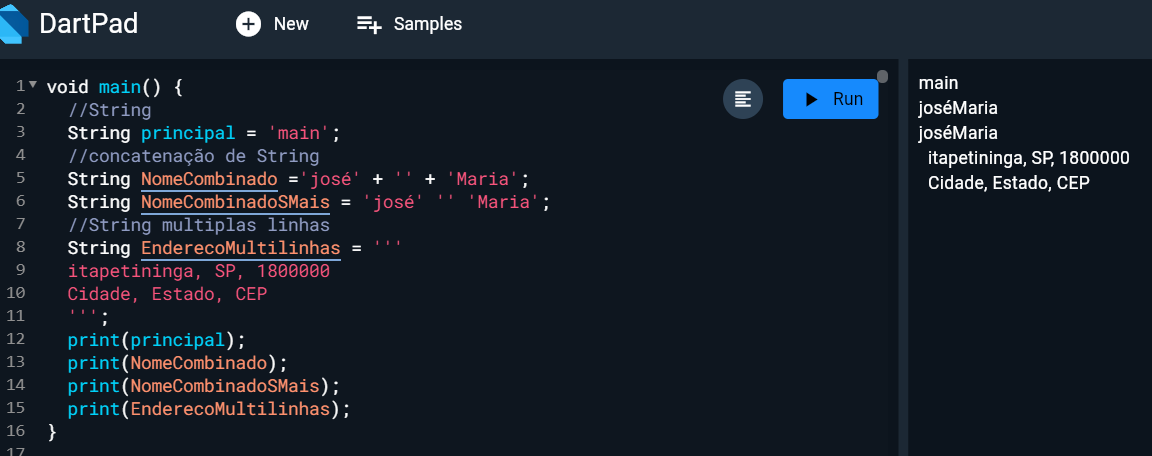 DartPad
New
Samples
1 void main() {
2 //String
3 String principal = 'main';
4 //concatenação de String
5 String NomeCombinado ='josé' + '' + 'Maria';
6 String NomeCombinadoSMais = 'josé' '' 'Maria';
7 //String multiplas linhas
8 String EnderecoMultilinhas = '''
9 itapetininga, SP, 1800000
10 Cidade, Estado, CEP
11 ''';
12 print(principal);
13 print(NomeCombinado);
14 print(NomeCombinadoSMais);
15 print(EnderecoMultilinhas);
16 }
17
Run
main
joséMaria
joséMaria
itapetininga, SP, 1800000
Cidade, Estado, CEP